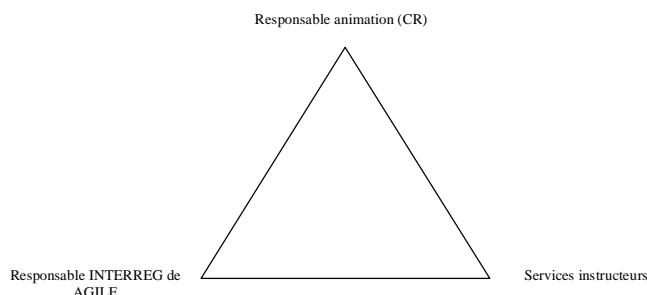 Responsable animation (CR)
Responsable INTERREG de
AGILE
Services instructeurs